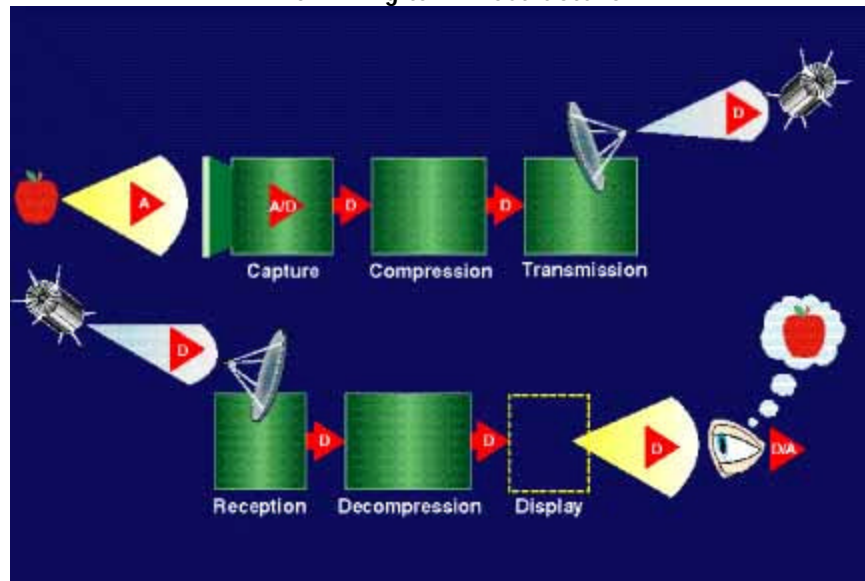 D
A
A/D
D
D
Capture
Compression
Transmission
D
D
D
D
D/A
Reception
Decompression
Display